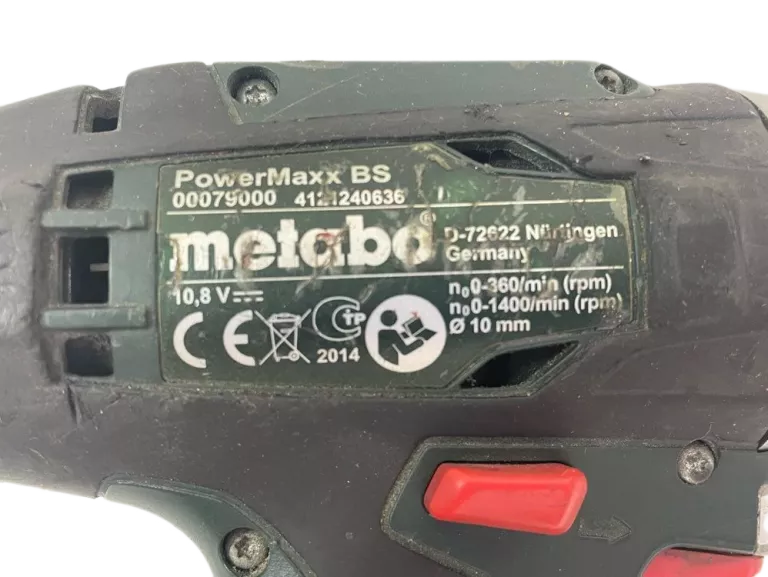 PowerMaxx BS
00079000 4121240636
metabo®
D-72622 Nürtingen
Germany
10,8 V
n₀0-360/min (rpm)
n₀0-1400/min (rpm)
Ø 10 mm
CE
CTP
2014